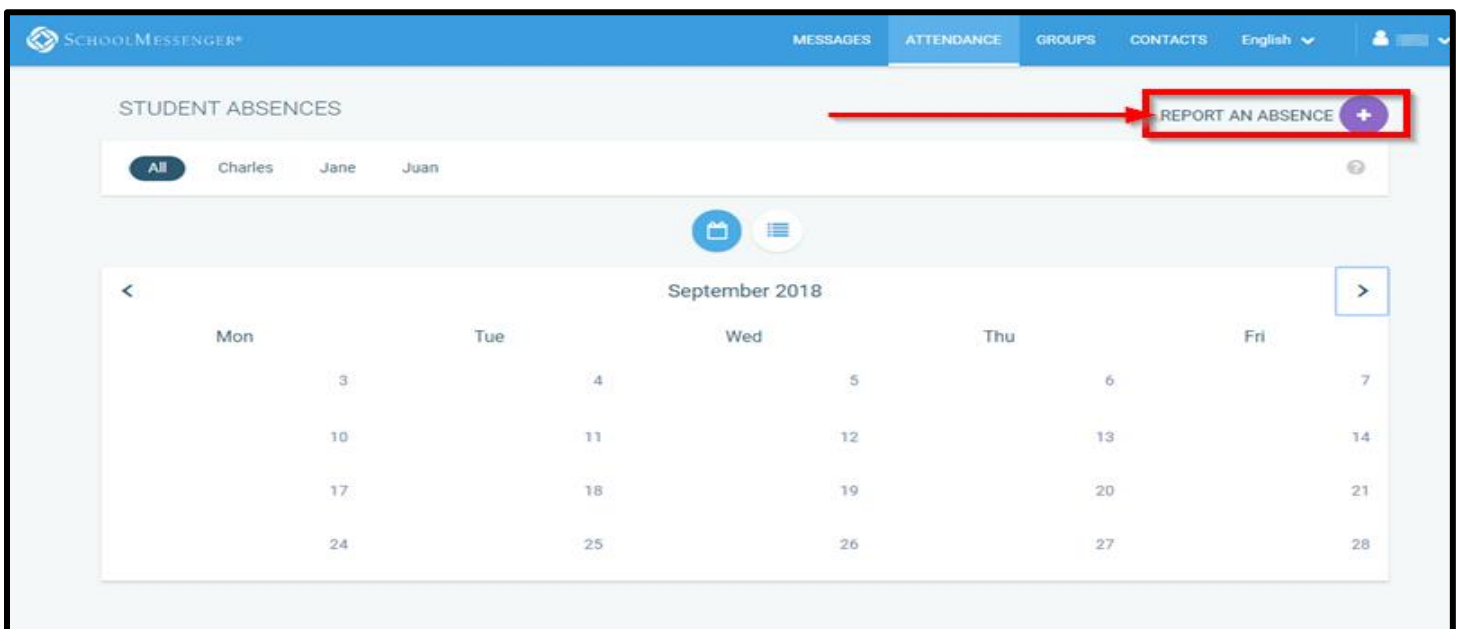 SCHOOLMESSENGER® MESSAGES ATTENDANCE GROUPS CONTACTS English
STUDENT ABSENCES REPORT AN ABSENCE +
All Charles Jane Juan ?
< September 2018 >
Mon Tue Wed Thu Fri
3 4 5 6 7
10 11 12 13 14
17 18 19 20 21
24 25 26 27 28